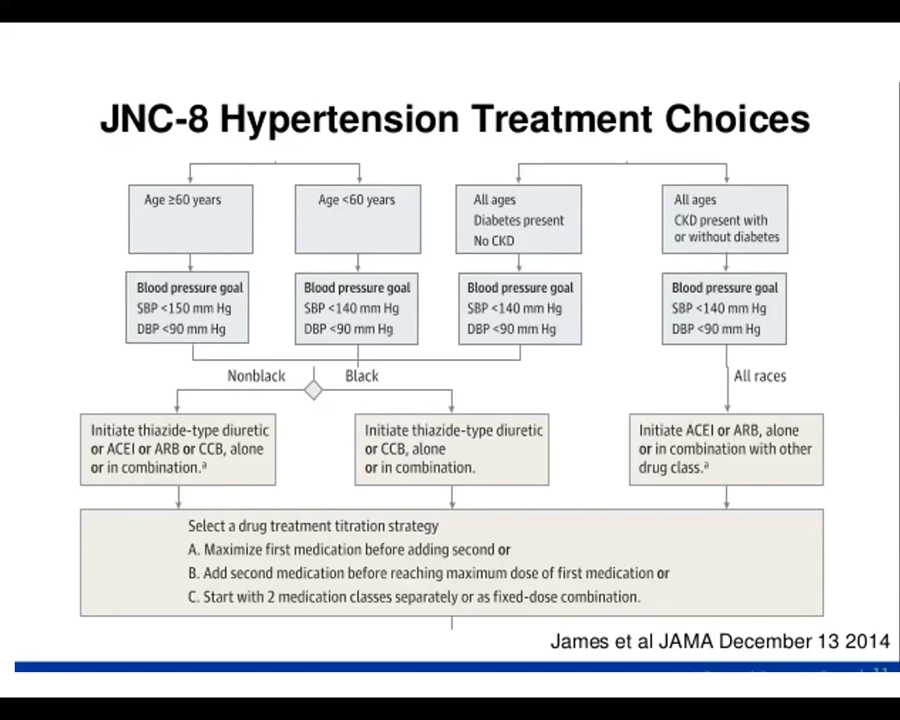 JNC-8 Hypertension Treatment Choices
Age ≥60 years
Age <60 years
All ages
Diabetes present
No CKD
All ages
CKD present with
or without diabetes
Blood pressure goal
SBP <150 mm Hg
DBP <90 mm Hg
Blood pressure goal
SBP <140 mm Hg
DBP <90 mm Hg
Blood pressure goal
SBP <140 mm Hg
DBP <90 mm Hg
Blood pressure goal
SBP <140 mm Hg
DBP <90 mm Hg
Nonblack
Black
All races
Initiate thiazide-type diuretic
or ACEI or ARB or CCB, alone
or in combination.ᵃ
Initiate thiazide-type diuretic
or CCB, alone
or in combination.
Initiate ACEI or ARB, alone
or in combination with other
drug class.ᵃ
Select a drug treatment titration strategy
A. Maximize first medication before adding second or
B. Add second medication before reaching maximum dose of first medication or
C. Start with 2 medication classes separately or as fixed-dose combination.
James et al JAMA December 13 2014